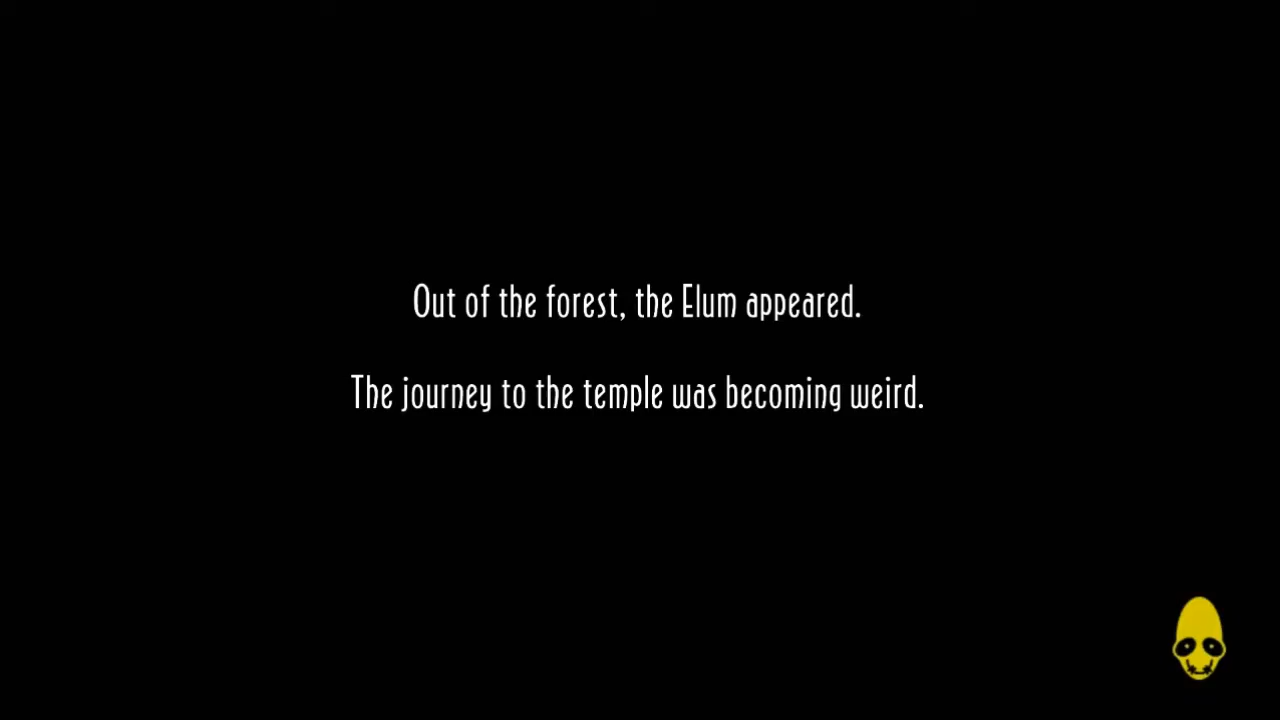 Out of the forest, the Elum appeared.
The journey to the temple was becoming weird.